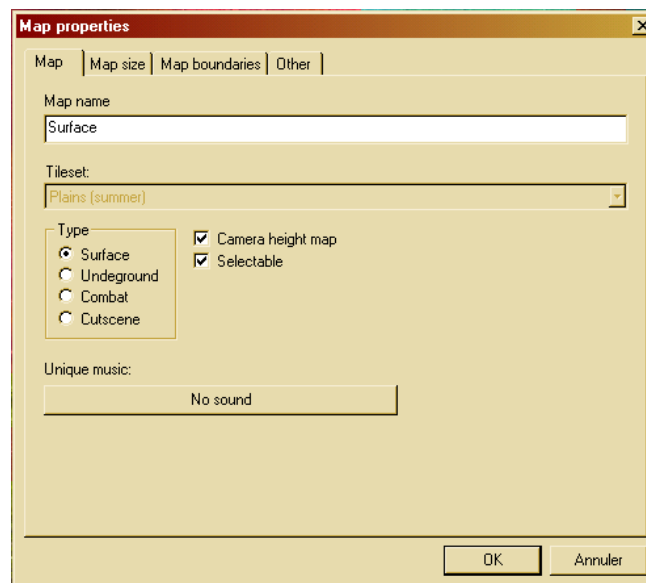 Map properties
Map
Map size
Map boundaries
Other
Map name
Surface
Tileset:
Plains (summer)
Type
Surface
Undeground
Combat
Cutscene
Camera height map
Selectable
Unique music:
No sound
OK
Annuler